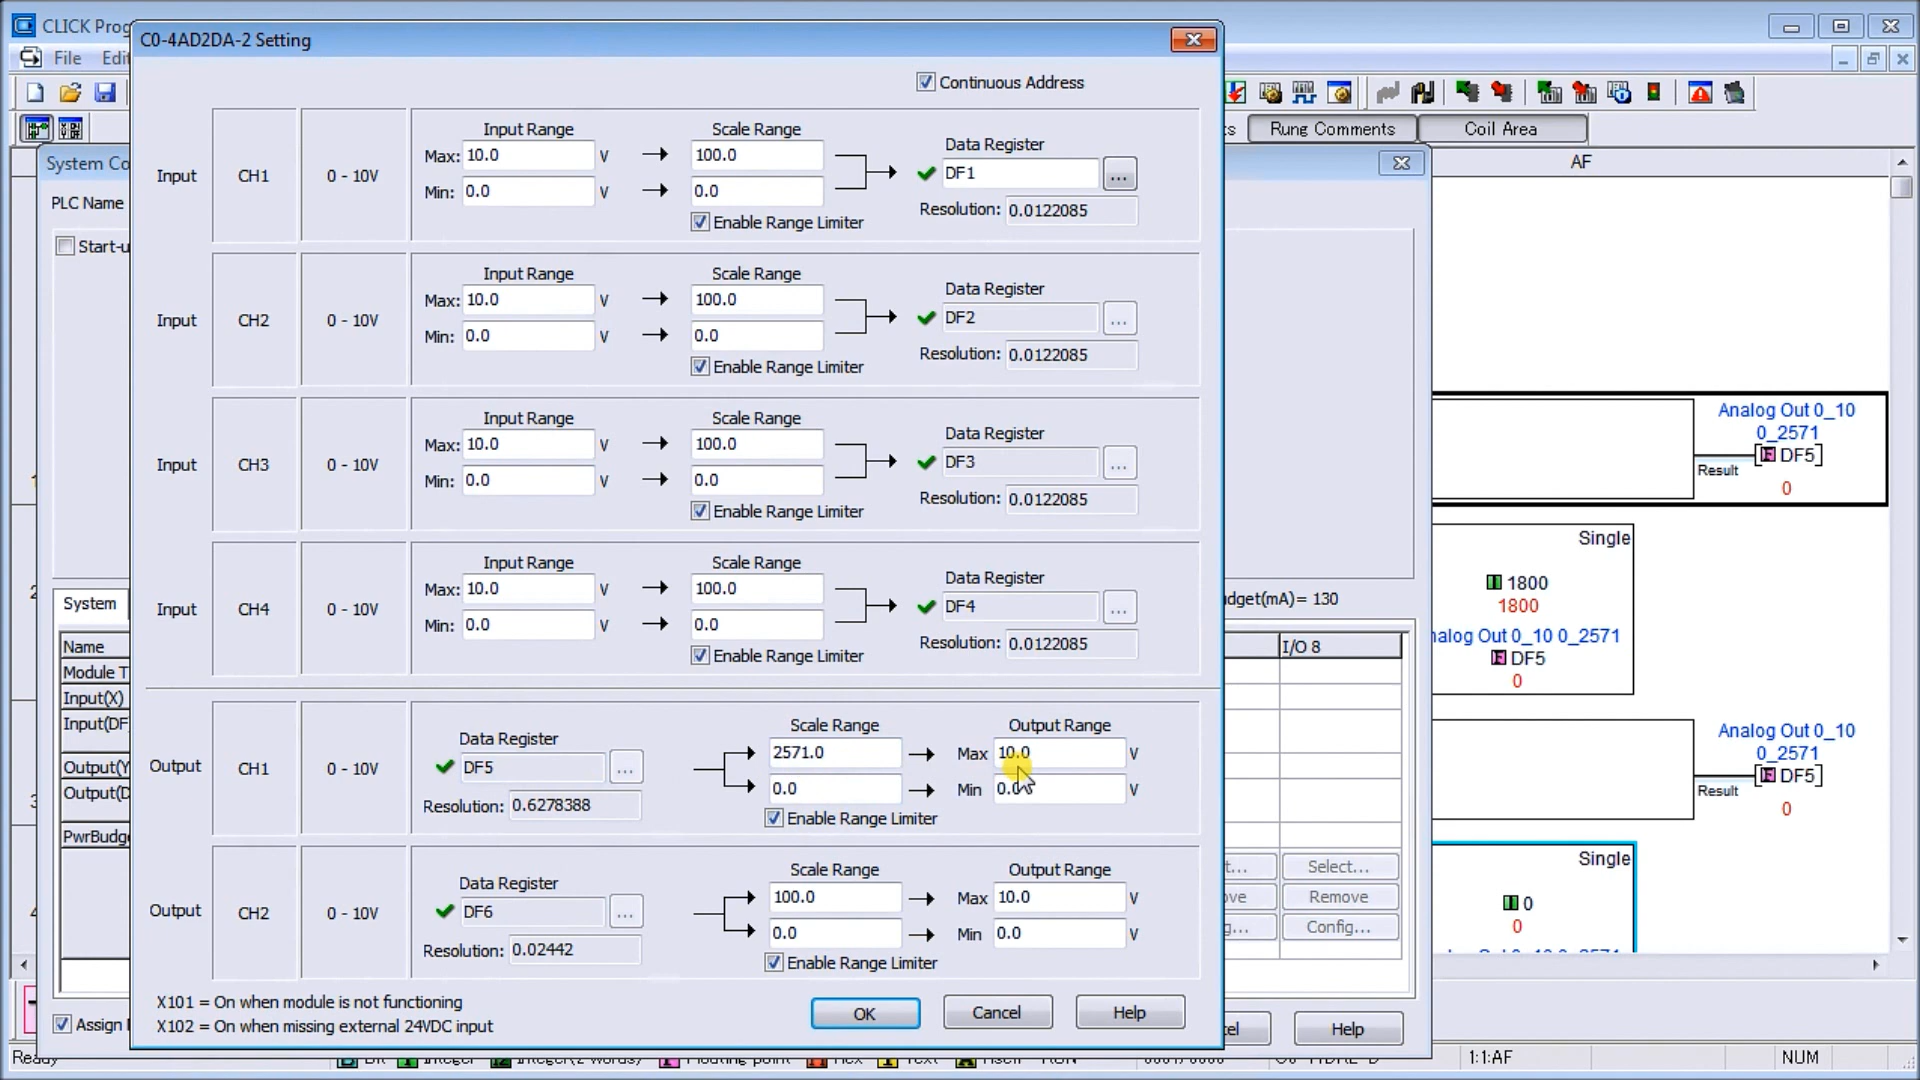 CLICK Prog
C0-4AD2DA-2 Setting
File Edit
Continuous Address
Rung Comments
Coil Area
AF
System Co
PLC Name
Start-u
Input
CH1
0 - 10V
Input Range
Scale Range
Data Register
Max: 10.0 V
100.0
DF1
...
Min: 0.0 V
0.0
Resolution: 0.0122085
Enable Range Limiter
Input
CH2
0 - 10V
Input Range
Scale Range
Data Register
Max: 10.0 V
100.0
DF2
...
Min: 0.0 V
0.0
Resolution: 0.0122085
Enable Range Limiter
Input
CH3
0 - 10V
Input Range
Scale Range
Data Register
Max: 10.0 V
100.0
DF3
...
Min: 0.0 V
0.0
Resolution: 0.0122085
Enable Range Limiter
Input
CH4
0 - 10V
Input Range
Scale Range
Data Register
Max: 10.0 V
100.0
DF4
...
Min: 0.0 V
0.0
Resolution: 0.0122085
Enable Range Limiter
Output
CH1
0 - 10V
Data Register
DF5
...
Resolution: 0.6278388
Scale Range
Output Range
2571.0
Max 10.0 V
0.0
Min 0.0 V
Enable Range Limiter
Output
CH2
0 - 10V
Data Register
DF6
...
Resolution: 0.02442
Scale Range
Output Range
100.0
Max 10.0 V
0.0
Min 0.0 V
Enable Range Limiter
X101 = On when module is not functioning
X102 = On when missing external 24VDC input
OK
Cancel
Help
System
Name
Module T
Input(X)
Input(DF
Output(Y
Output(D
PwrBudge
Assign
Ready
dget(mA)= 130
I/O 8
Select...
Remove
Config...
Help
Analog Out 0_10
0_2571
DF5
Result
0
Single
1800
1800
nalog Out 0_10 0_2571
DF5
0
Analog Out 0_10
0_2571
DF5
Result
0
Single
0
0
1
2
3
4
1:1:AF
NUM